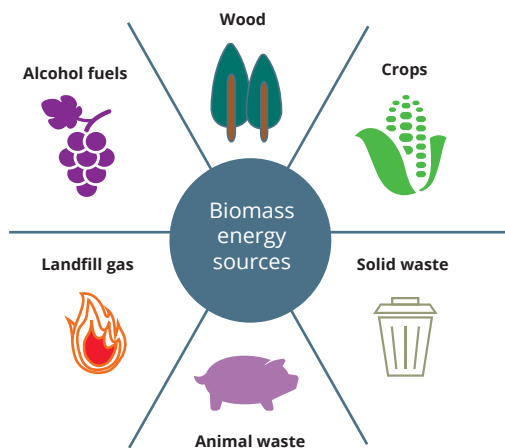 Wood
Alcohol fuels
Crops
Biomass
energy
sources
Landfill gas
Solid waste
Animal waste